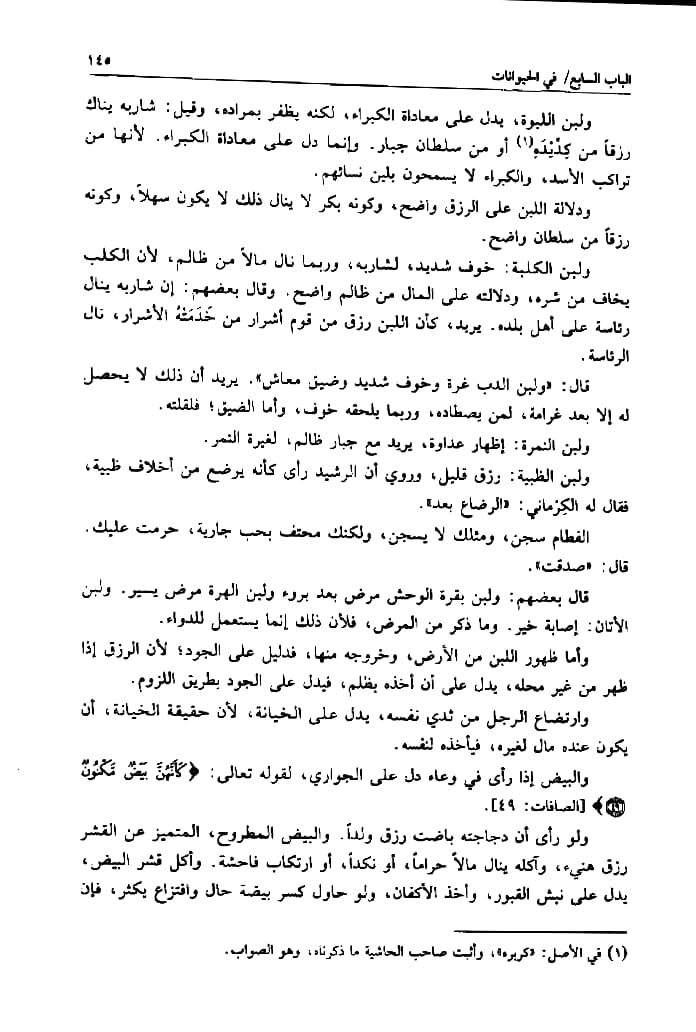 الباب السابع/ في الحيوانات
١٤٥
ولبن اللبوة، يدل على معاداة الكبراء، لكنه يظفر بمراده، وقيل: شاربه يناك
رزقاً من كِدْيَدِهِ(١) أو من سلطان جبار. وإنما دل على معاداة الكبراء. لأنها من
تراكب الأسد، والكبراء لا يسمحون بلين نسائهم.
ودلالة اللبن على الرزق واضح، وكونه بكر لا ينال ذلك لا يكون سهلاً، وكونه
رزقاً من سلطان واضح.
ولبن الكلبة: خوف شديد، لشاربه، وربما نال مالاً من ظالم، لأن الكلب
يخاف من شره، ودلالته على المال من ظالم واضح. وقال بعضهم: إن شاربه ينال
رئاسة على أهل بلده. يريد، كأن اللبن رزق من قوم أشرار من خَدَمَتْهُ الأشرار، نال
الرئاسة.
قال: «ولبن الدب غرة وخوف شديد وضيق معاش». يريد أن ذلك لا يحصل
له إلا بعد غرامة، لمن يصطاده، وربما يلحقه خوف، وأما الضيق؛ فلقلته.
ولبن النمرة: إظهار عداوة، يريد مع جبار ظالم، لغيرة النمر.
ولبن الظبية: رزق قليل، وروي أن الرشيد رأى كأنه يرضع من أخلاف ظبية،
فقال له الكِرْماني: «الرضاع بعد».
الفطام سجن، ومثلك لا يسجن، ولكنك محتف بحب جارية، حرمت عليك.
قال: «صدقت».
قال بعضهم: ولبن بقرة الوحش مرض بعد بروء ولبن الهرة مرض يسير. ولبن
الأتان: إصابة خير. وما ذكر من المرض، فلأن ذلك إنما يستعمل للدواء.
وأما ظهور اللبن من الأرض، وخروجه منها، فدليل على الجود؛ لأن الرزق إذا
ظهر من غير محله، يدل على أن أخذه بظلم، فيدل على الجود بطريق اللزوم.
وارتضاع الرجل من ثدي نفسه، يدل على الخيانة، لأن حقيقة الخيانة، أن
يكون عنده مال لغيره، فيأخذه لنفسه.
والبيض إذا رأى في وعاء دل على الجواري، لقوله تعالى: ﴿كَأَنَّهُنَّ بَيْضٌ مَّكْنُونٌ
﴿٤٩﴾﴾ [الصافات: ٤٩].
ولو رأى أن دجاجته باضت رزق ولداً. والبيض المطروح، المتميز عن القشر
رزق هنيء، وآكله ينال مالاً حراماً، أو نكداً، أو ارتكاب فاحشة. وأكل قشر البيض،
يدل على نبش القبور، وأخذ الأكفان، ولو حاول كسر بيضة حال واقتزاع يكثر، فإن
(١) في الأصل: «كربره»، وأثبت صاحب الحاشية ما ذكرناه، وهو الصواب.